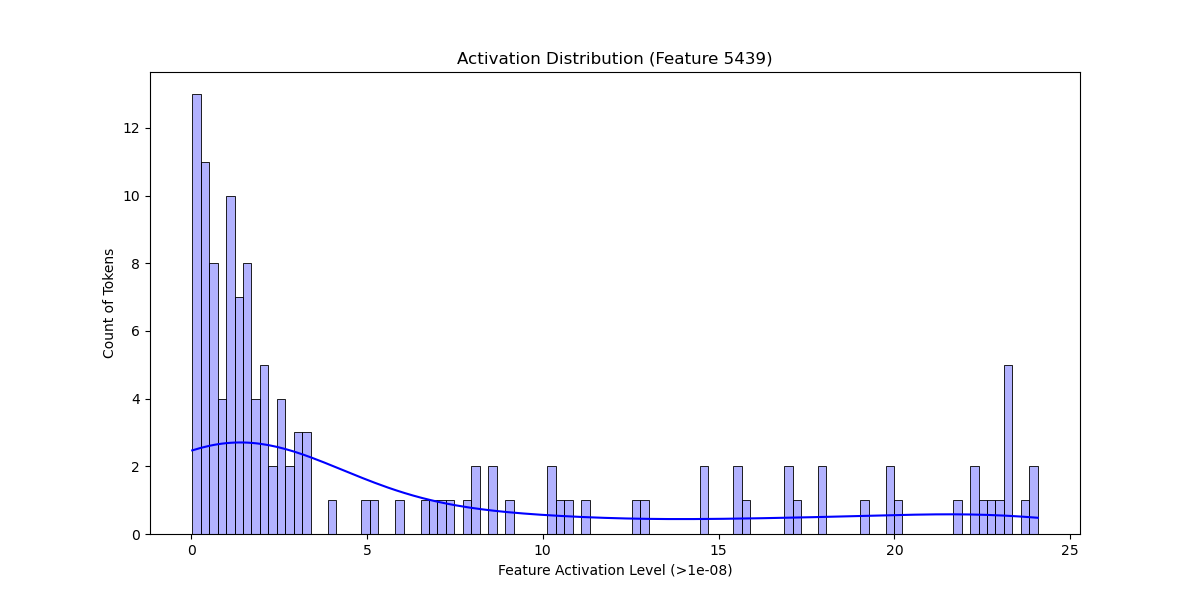 Activation Distribution (Feature 5439)
Count of Tokens
12
10
8
6
4
2
0
0 5 10 15 20 25
Feature Activation Level (>1e-08)